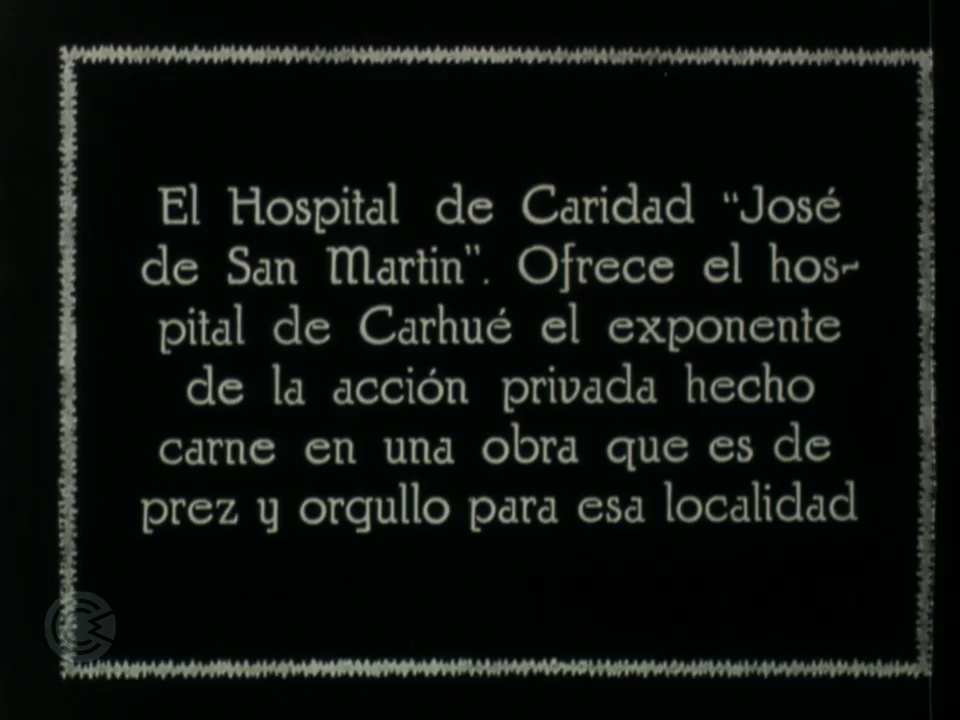 El Hospital de Caridad “José
de San Martin”. Ofrece el hos-
pital de Carhué el exponente
de la acción privada hecho
carne en una obra que es de
prez y orgullo para esa localidad